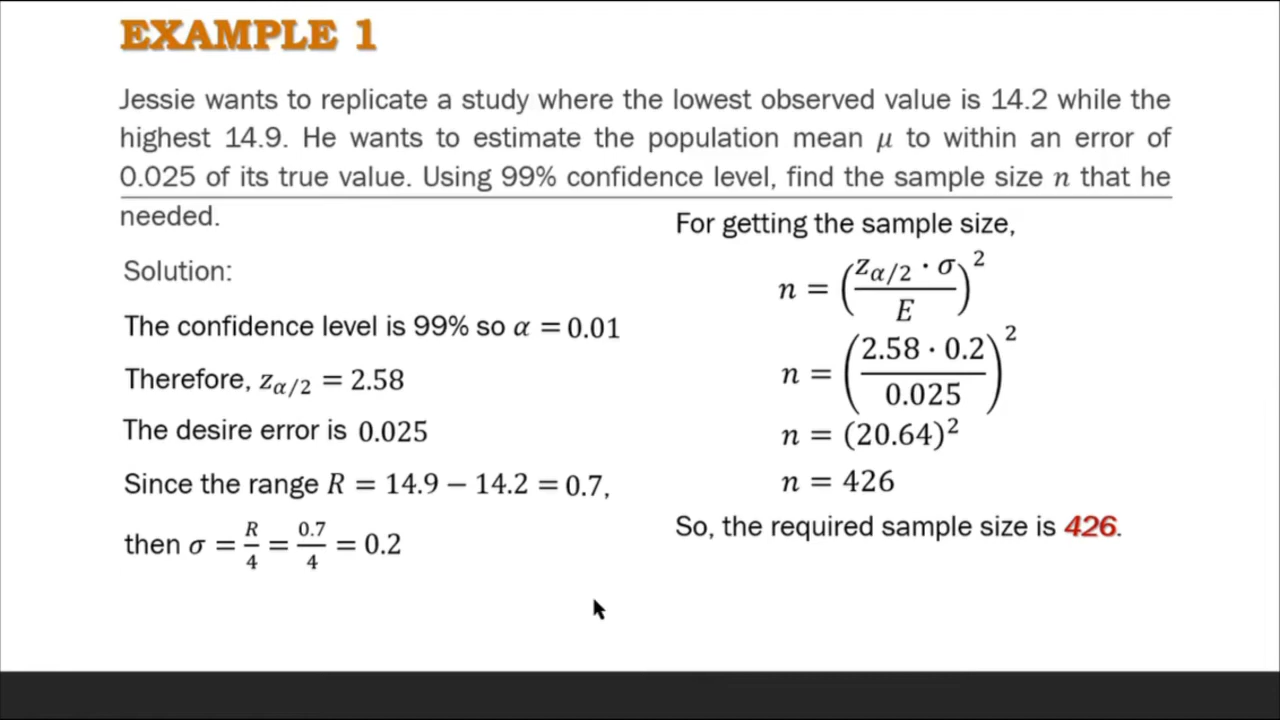 EXAMPLE 1
Jessie wants to replicate a study where the lowest observed value is 14.2 while the
highest 14.9. He wants to estimate the population mean μ to within an error of
0.025 of its true value. Using 99% confidence level, find the sample size n that he
needed.
Solution:
The confidence level is 99% so α = 0.01
Therefore, z_{α/2} = 2.58
The desire error is 0.025
Since the range R = 14.9 − 14.2 = 0.7,
then σ = R/4 = 0.7/4 = 0.2
For getting the sample size,
n = (z_{α/2} · σ / E)²
n = (2.58 · 0.2 / 0.025)²
n = (20.64)²
n = 426
So, the required sample size is 426.